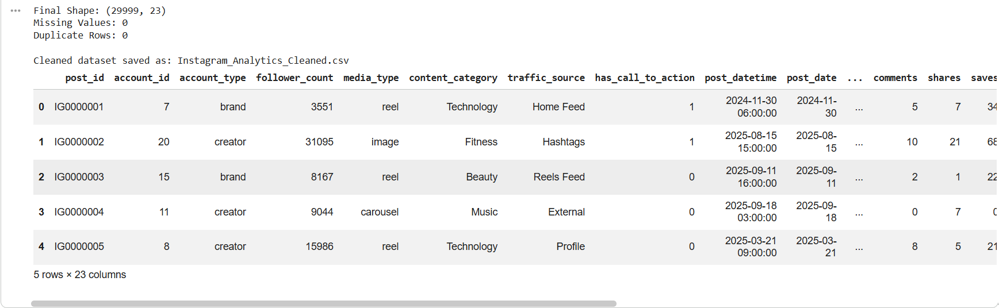 Final Shape: (29999, 23)
Missing Values: 0
Duplicate Rows: 0
Cleaned dataset saved as: Instagram_Analytics_Cleaned.csv
post_id account_id account_type follower_count media_type content_category traffic_source has_call_to_action post_datetime post_date ... comments shares saves
0 IG0000001 7 brand 3551 reel Technology Home Feed 1 2024-11-30 06:00:00 2024-11-30 ... 5 7 34
1 IG0000002 20 creator 31095 image Fitness Hashtags 1 2025-08-15 15:00:00 2025-08-15 ... 10 21 68
2 IG0000003 15 brand 8167 reel Beauty Reels Feed 0 2025-09-11 16:00:00 2025-09-11 ... 2 1 22
3 IG0000004 11 creator 9044 carousel Music External 0 2025-09-18 03:00:00 2025-09-18 ... 0 7 0
4 IG0000005 8 creator 15986 reel Technology Profile 0 2025-03-21 09:00:00 2025-03-21 ... 8 5 21
5 rows × 23 columns